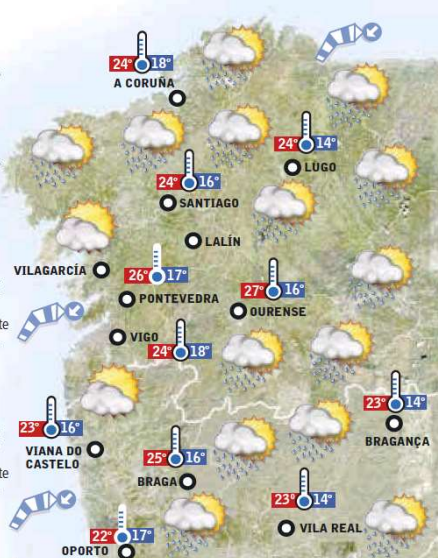 24° 18°
A CORUÑA
24° 14°
LUGO
24° 16°
SANTIAGO
LALÍN
VILAGARCÍA
26° 17°
PONTEVEDRA
27° 16°
OURENSE
te
VIGO
24° 18°
23° 16°
VIANA DO
CASTELO
23° 14°
BRAGANÇA
25° 16°
BRAGA
te
23° 14°
VILA REAL
22° 17°
OPORTO